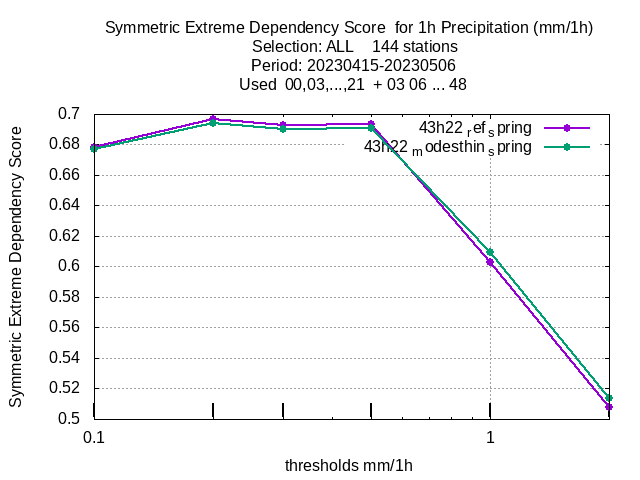 Symmetric Extreme Dependency Score  for 1h Precipitation (mm/1h)
Selection: ALL    144 stations
Period: 20230415-20230506
Used  00,03,...,21  + 03 06 ... 48
Symmetric Extreme Dependency Score
0.7
0.68
0.66
0.64
0.62
0.6
0.58
0.56
0.54
0.52
0.5
43h22 ref spring
43h22 modesthin spring
0.1
1
thresholds mm/1h